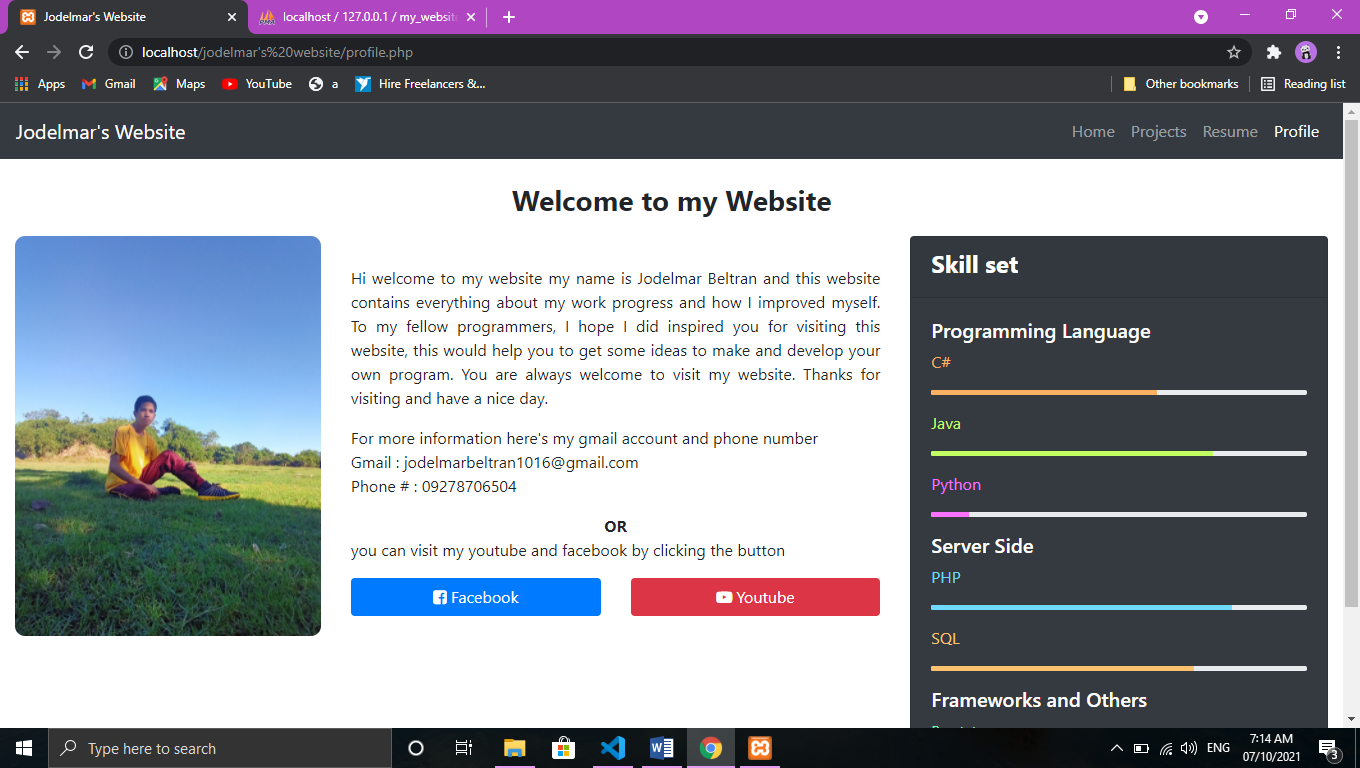 Jodelmar's Website
localhost / 127.0.0.1 / my_websit
localhost/jodelmar's%20website/profile.php
Apps Gmail Maps YouTube a Hire Freelancers &... Other bookmarks Reading list
Jodelmar's Website Home Projects Resume Profile
Welcome to my Website
Hi welcome to my website my name is Jodelmar Beltran and this website
contains everything about my work progress and how I improved myself.
To my fellow programmers, I hope I did inspired you for visiting this
website, this would help you to get some ideas to make and develop your
own program. You are always welcome to visit my website. Thanks for
visiting and have a nice day.
For more information here's my gmail account and phone number
Gmail : jodelmarbeltran1016@gmail.com
Phone # : 09278706504
OR
you can visit my youtube and facebook by clicking the button
Facebook Youtube
Skill set
Programming Language
C#
Java
Python
Server Side
PHP
SQL
Frameworks and Others
Type here to search
ENG
7:14 AM
07/10/2021
3